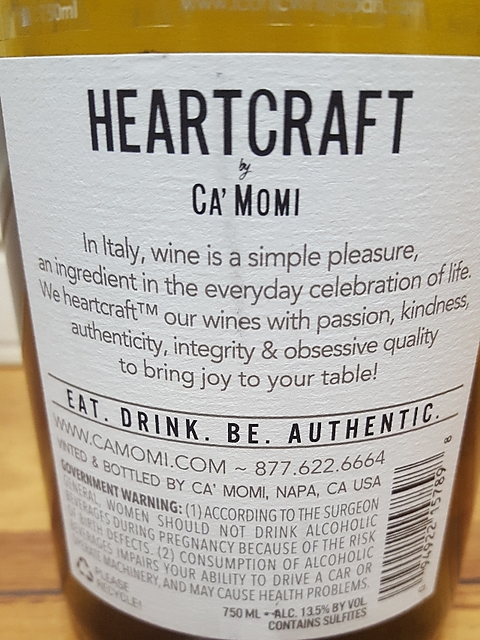 HEARTCRAFT
by
CA' MOMI
In Italy, wine is a simple pleasure,
an ingredient in the everyday celebration of life.
We heartcraft™ our wines with passion, kindness,
authenticity, integrity & obsessive quality
to bring joy to your table!
EAT. DRINK. BE. AUTHENTIC.
WWW.CAMOMI.COM ~ 877.622.6664
VINTED & BOTTLED BY CA' MOMI, NAPA, CA USA
GOVERNMENT WARNING: (1) ACCORDING TO THE SURGEON
GENERAL, WOMEN SHOULD NOT DRINK ALCOHOLIC
BEVERAGES DURING PREGNANCY BECAUSE OF THE RISK
OF BIRTH DEFECTS. (2) CONSUMPTION OF ALCOHOLIC
BEVERAGES IMPAIRS YOUR ABILITY TO DRIVE A CAR OR
OPERATE MACHINERY, AND MAY CAUSE HEALTH PROBLEMS.
PLEASE
RECYCLE!
750 ML • ALC. 13.5% BY VOL.
CONTAINS SULFITES